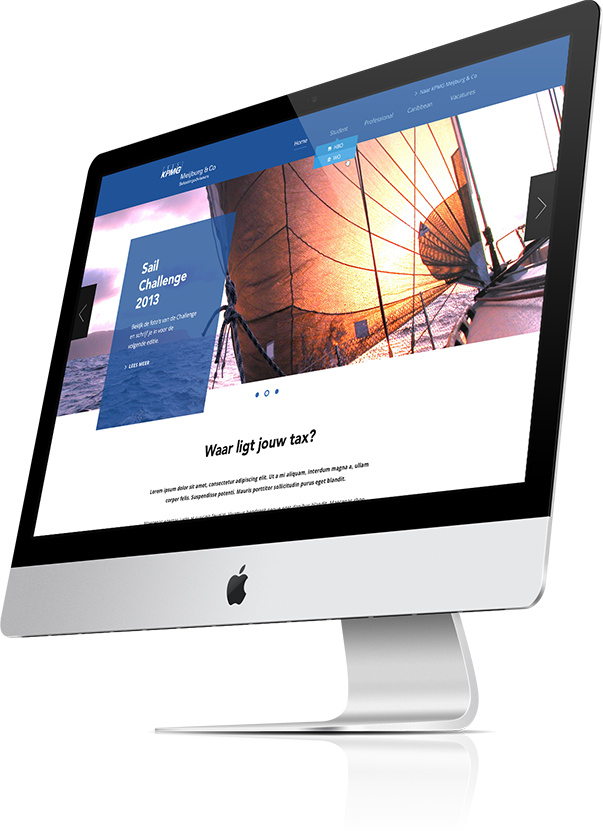 > Naar KPMG Meijburg & Co
Home Student Professional Caribbean Vacatures
HBO
WO
KPMG Meijburg & Co
Belastingadviseurs
Sail
Challenge
2013
Bekijk de foto's van de Challenge
en schrijf je in voor de
volgende editie.
> LEES MEER
Waar ligt jouw tax?
Lorem ipsum dolor sit amet, consectetur adipiscing elit. Ut a mi aliquam, interdum magna a, ullam
corper felis. Suspendisse potenti. Mauris porttitor sollicitudin purus eget blandit.